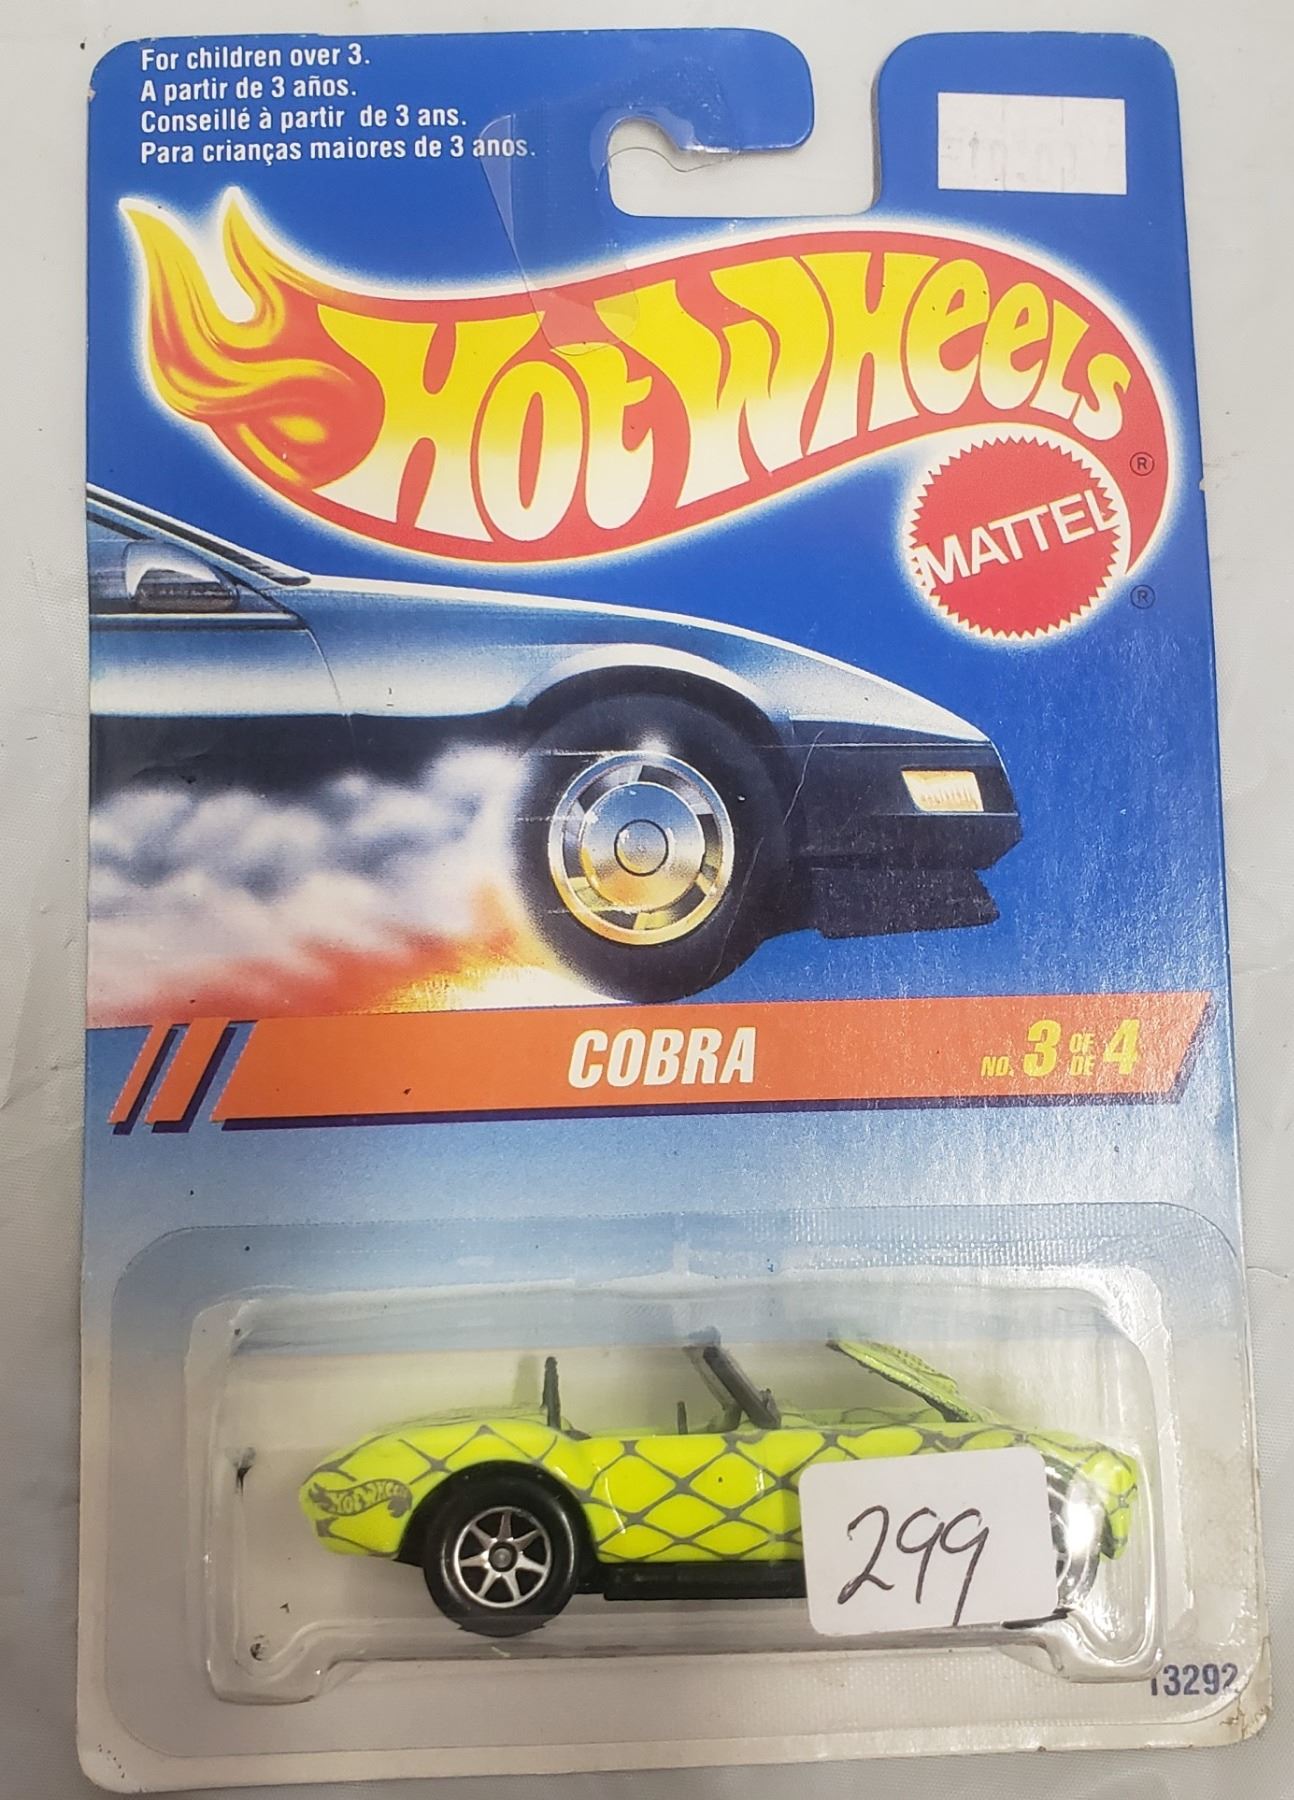 For children over 3.
A partir de 3 años.
Conseillé à partir de 3 ans.
Para crianças maiores de 3 anos.
HOT WHEELS
®
MATTEL
®
COBRA
NO. 3 OF DE 4
HOT WHEELS
299
13292